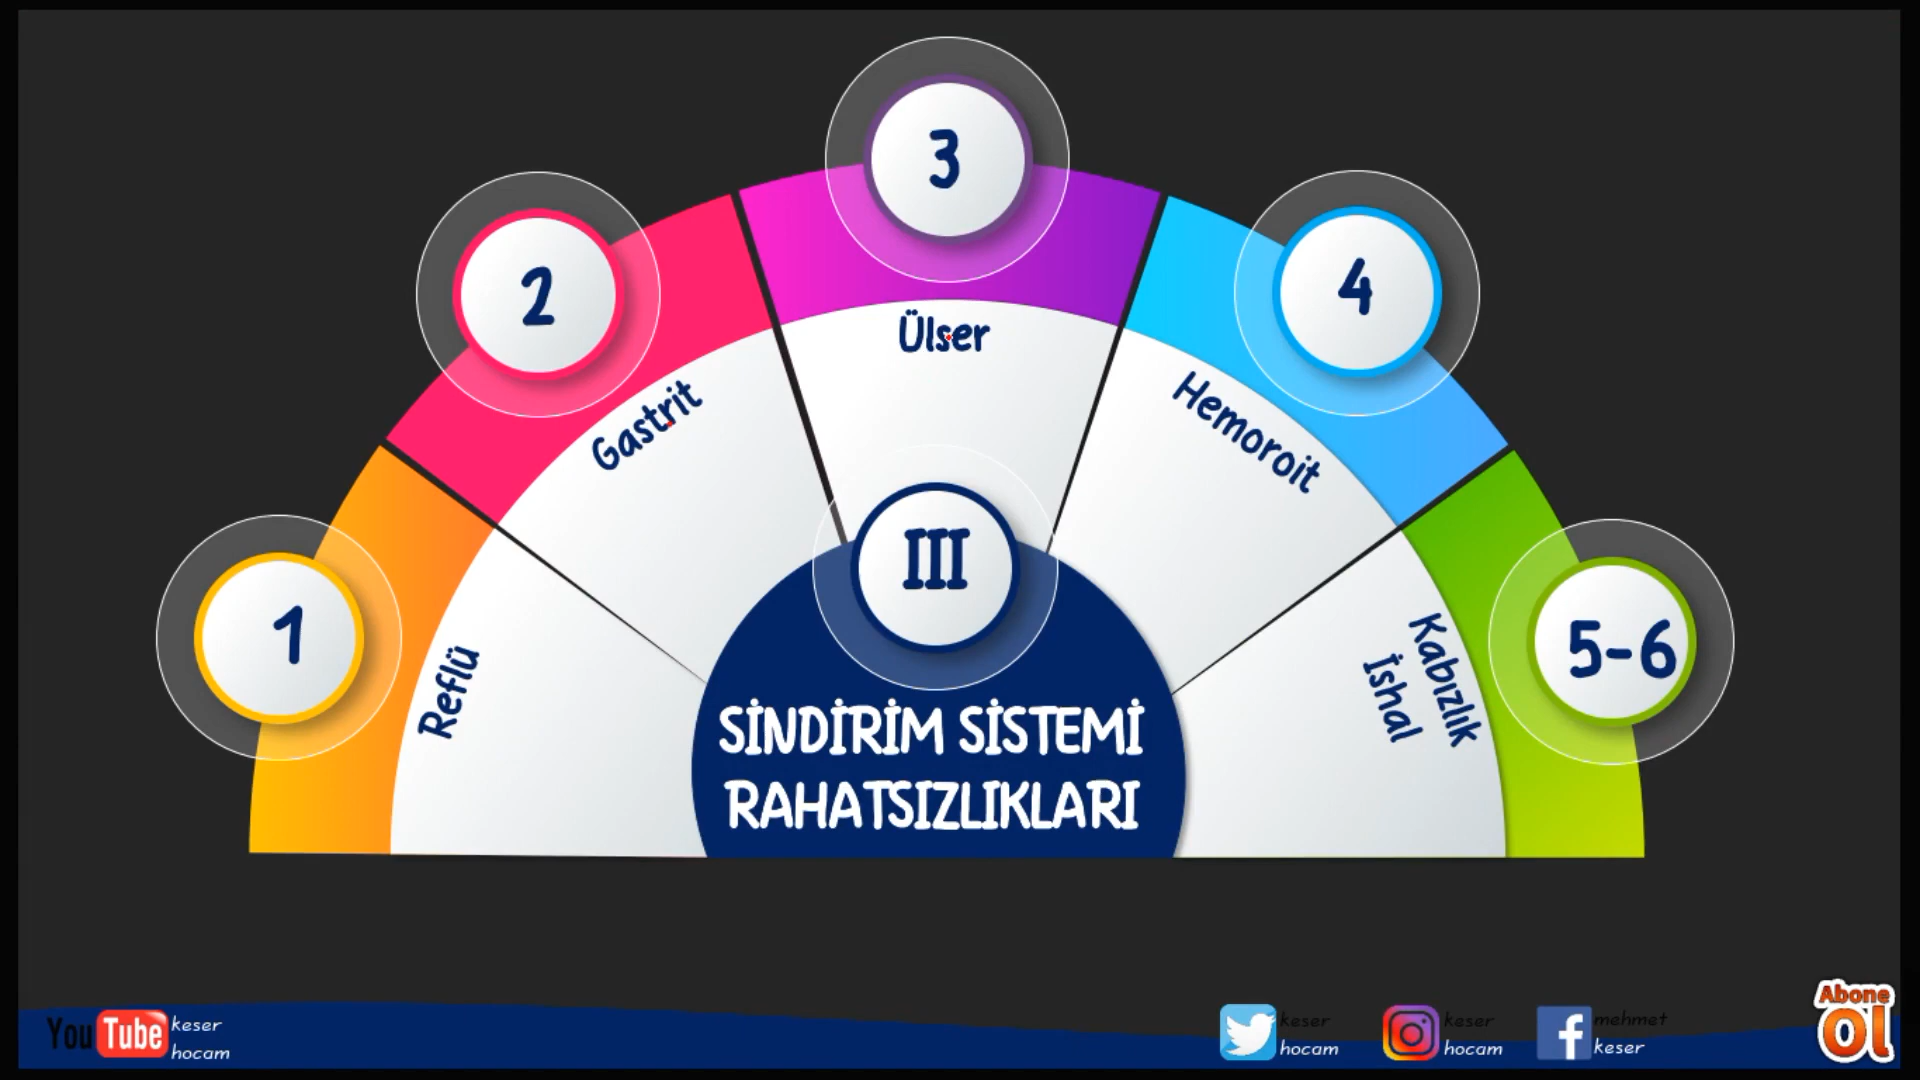 3
2
4
Ülser
Gastrit
Hemoroit
III
1
5-6
Reflü
Kabızlık
İshal
SİNDİRİM SİSTEMİ
RAHATSIZLIKLARI
YouTube keser
hocam
keser
hocam
keser
hocam
mehmet
keser
Abone
Ol